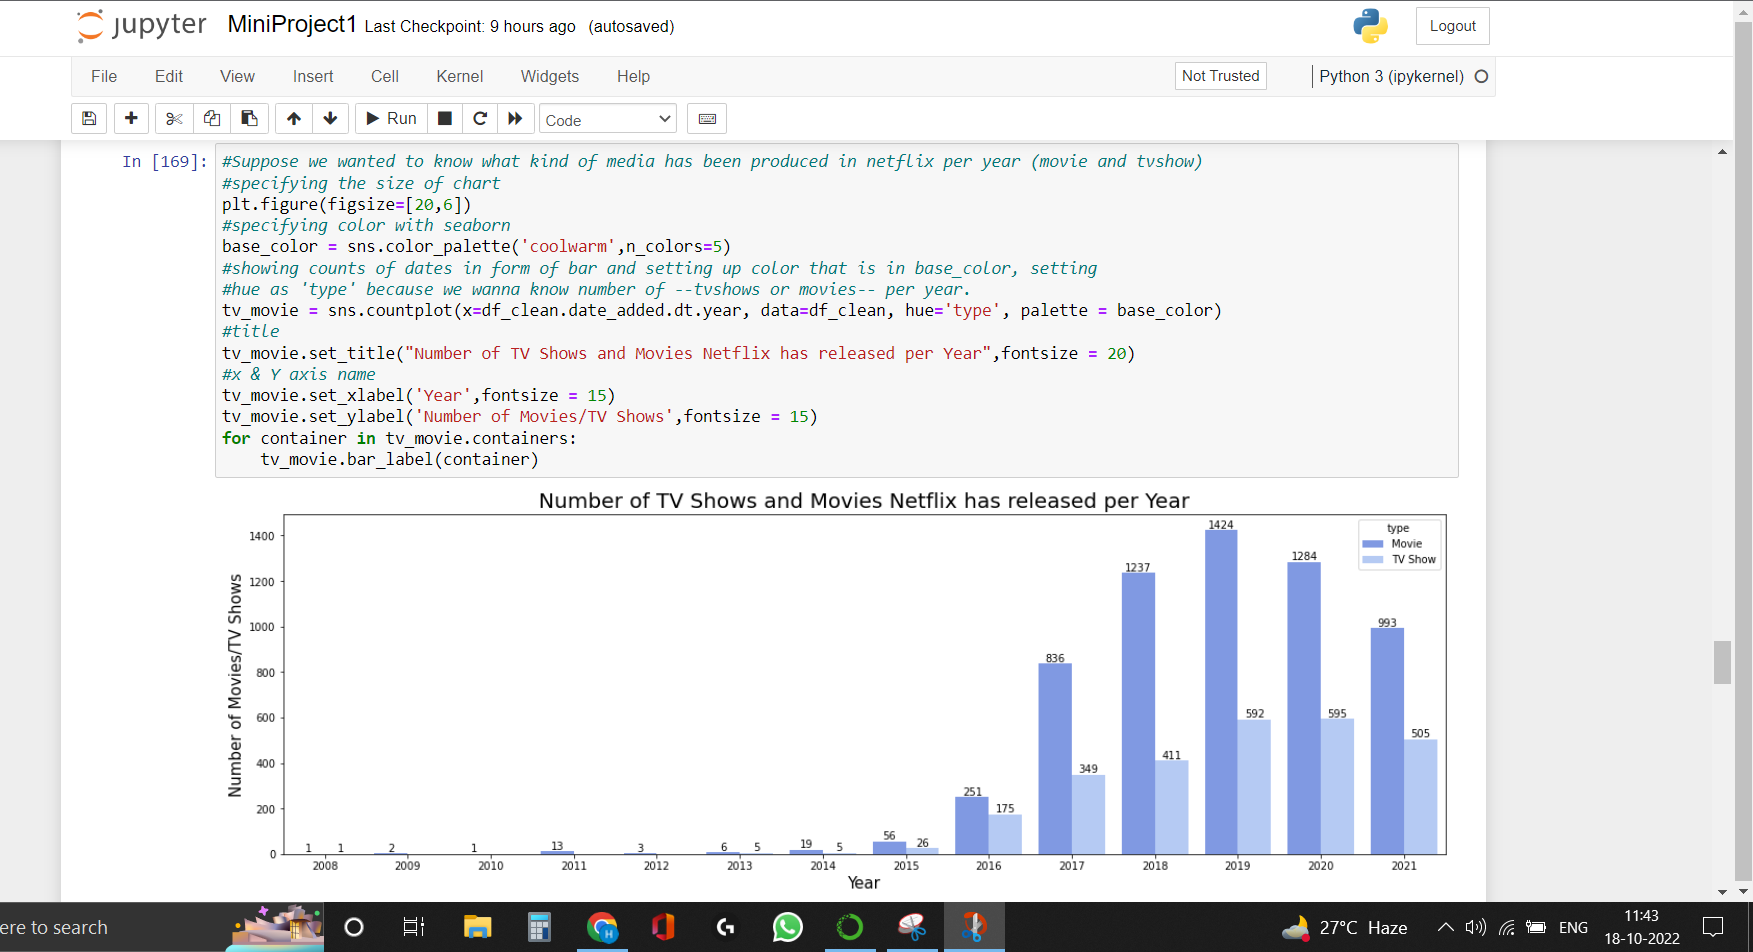 jupyter MiniProject1 Last Checkpoint: 9 hours ago (autosaved)
Logout
File Edit View Insert Cell Kernel Widgets Help
Not Trusted
Python 3 (ipykernel)
Run
Code
In [169]:
#Suppose we wanted to know what kind of media has been produced in netflix per year (movie and tvshow)
#specifying the size of chart
plt.figure(figsize=[20,6])
#specifying color with seaborn
base_color = sns.color_palette('coolwarm',n_colors=5)
#showing counts of dates in form of bar and setting up color that is in base_color, setting
#hue as 'type' because we wanna know number of --tvshows or movies-- per year.
tv_movie = sns.countplot(x=df_clean.date_added.dt.year, data=df_clean, hue='type', palette = base_color)
#title
tv_movie.set_title("Number of TV Shows and Movies Netflix has released per Year",fontsize = 20)
#x & Y axis name
tv_movie.set_xlabel('Year',fontsize = 15)
tv_movie.set_ylabel('Number of Movies/TV Shows',fontsize = 15)
for container in tv_movie.containers:
    tv_movie.bar_label(container)
Number of TV Shows and Movies Netflix has released per Year
Number of Movies/TV Shows
1400
1200
1000
800
600
400
200
0
type
Movie
TV Show
1 1 2 1 13 3 6 5 19 5 56 26 251 175 836 349 1237 411 1424 592 1284 595 993 505
2008 2009 2010 2011 2012 2013 2014 2015 2016 2017 2018 2019 2020 2021
Year
ere to search
H
27°C Haze
ENG
11:43
18-10-2022